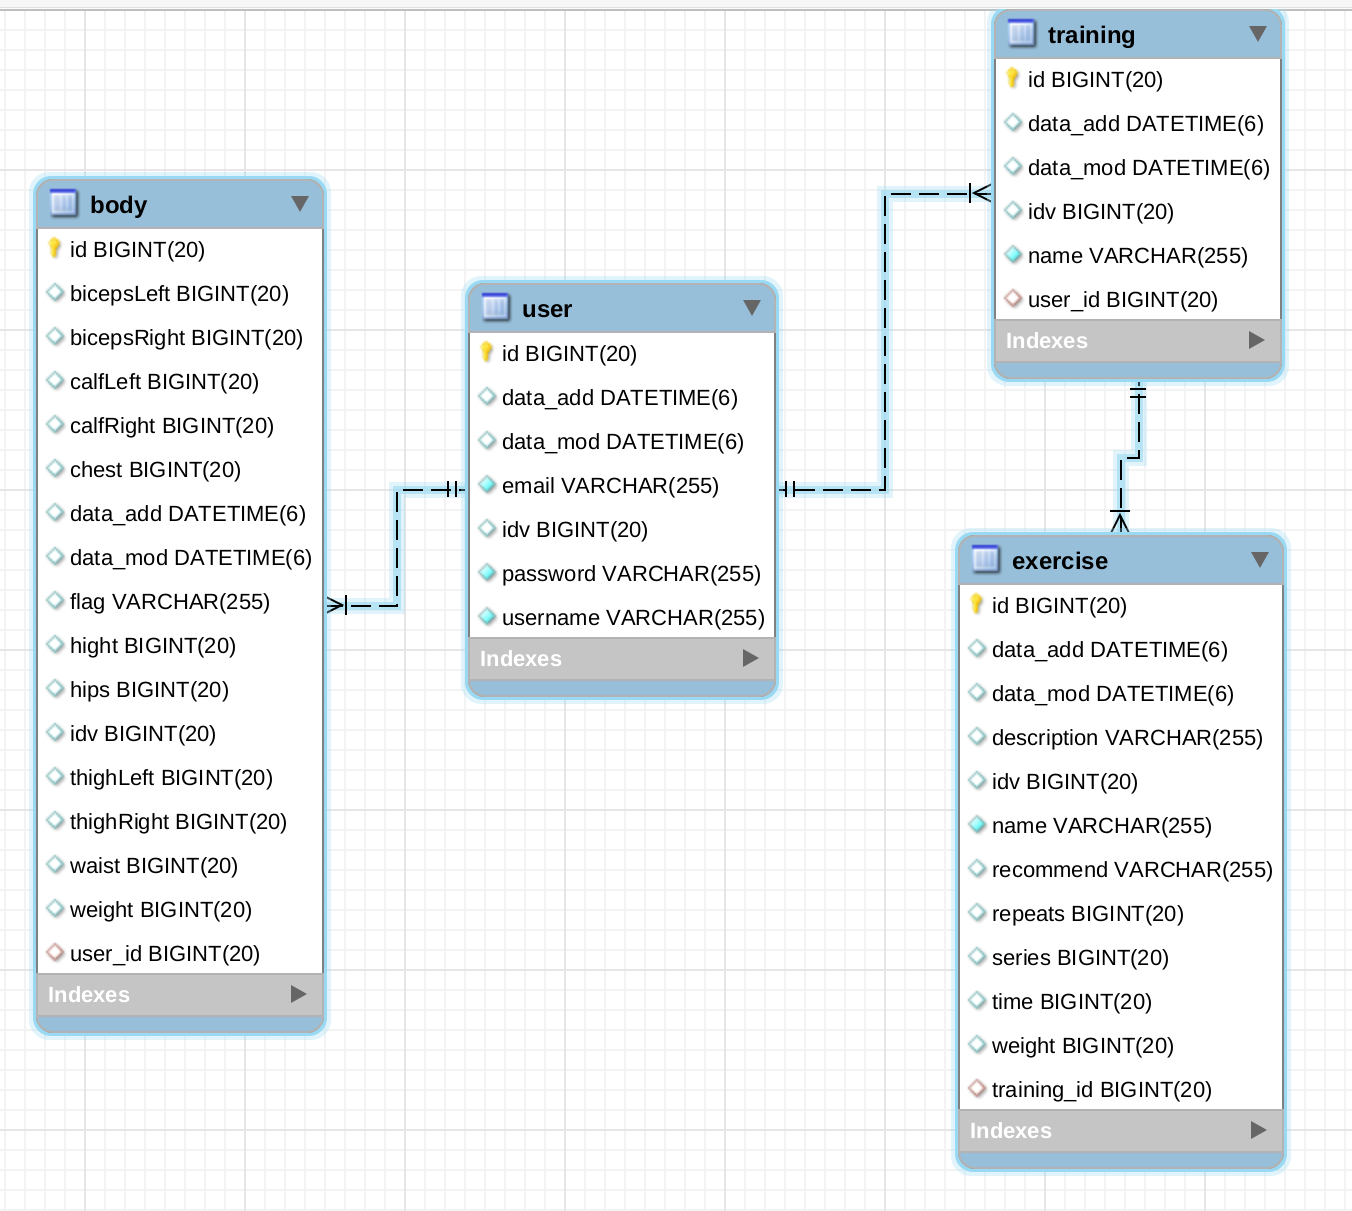 body
id BIGINT(20)
bicepsLeft BIGINT(20)
bicepsRight BIGINT(20)
calfLeft BIGINT(20)
calfRight BIGINT(20)
chest BIGINT(20)
data_add DATETIME(6)
data_mod DATETIME(6)
flag VARCHAR(255)
hight BIGINT(20)
hips BIGINT(20)
idv BIGINT(20)
thighLeft BIGINT(20)
thighRight BIGINT(20)
waist BIGINT(20)
weight BIGINT(20)
user_id BIGINT(20)
Indexes
user
id BIGINT(20)
data_add DATETIME(6)
data_mod DATETIME(6)
email VARCHAR(255)
idv BIGINT(20)
password VARCHAR(255)
username VARCHAR(255)
Indexes
training
id BIGINT(20)
data_add DATETIME(6)
data_mod DATETIME(6)
idv BIGINT(20)
name VARCHAR(255)
user_id BIGINT(20)
Indexes
exercise
id BIGINT(20)
data_add DATETIME(6)
data_mod DATETIME(6)
description VARCHAR(255)
idv BIGINT(20)
name VARCHAR(255)
recommend VARCHAR(255)
repeats BIGINT(20)
series BIGINT(20)
time BIGINT(20)
weight BIGINT(20)
training_id BIGINT(20)
Indexes